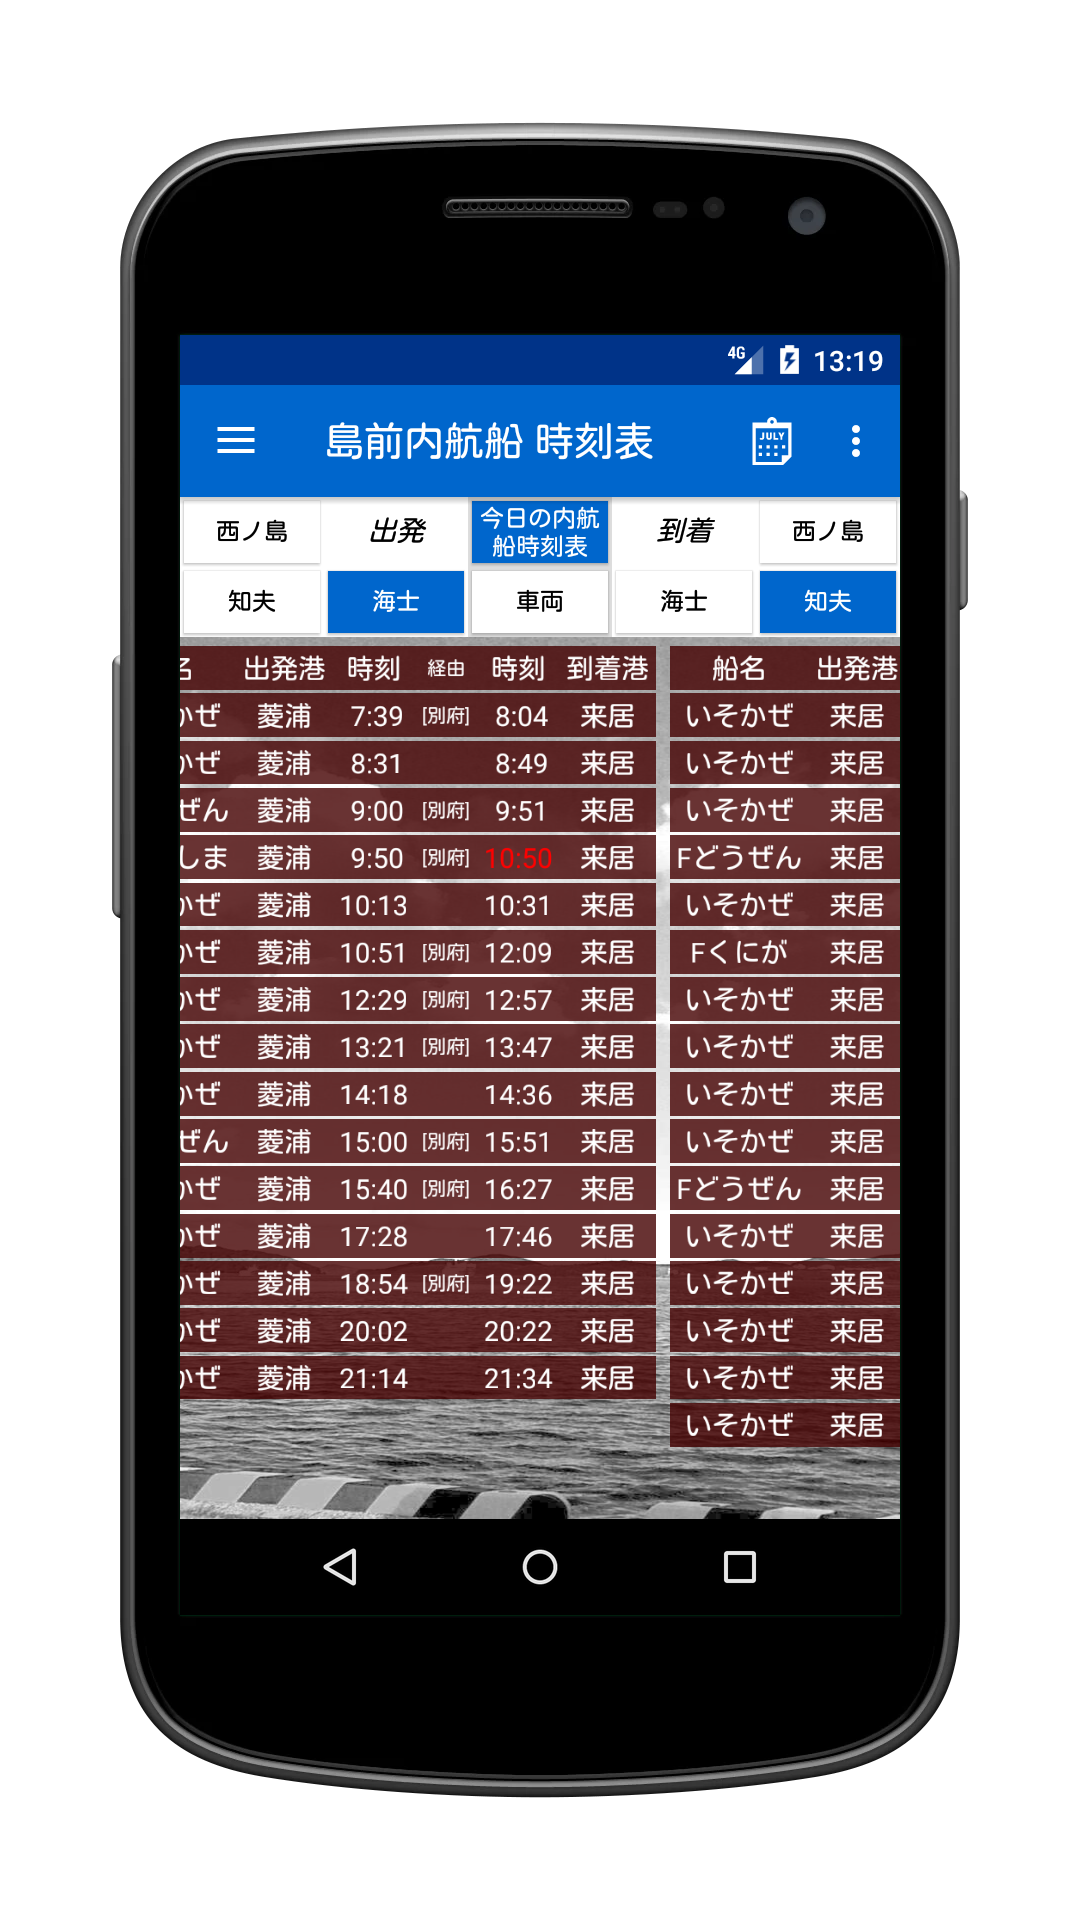 4G 13:19
島前内航船 時刻表
JULY
西ノ島 出発 今日の内航 到着 西ノ島
船時刻表
知夫 海士 車両 海士 知夫
名 出発港 時刻 経由 時刻 到着港 船名 出発港
かぜ 菱浦 7:39 [別府] 8:04 来居 いそかぜ 来居
かぜ 菱浦 8:31 8:49 来居 いそかぜ 来居
ぜん 菱浦 9:00 [別府] 9:51 来居 いそかぜ 来居
しま 菱浦 9:50 [別府] 10:50 来居 Fどうぜん 来居
かぜ 菱浦 10:13 10:31 来居 いそかぜ 来居
かぜ 菱浦 10:51 [別府] 12:09 来居 Fくにが 来居
かぜ 菱浦 12:29 [別府] 12:57 来居 いそかぜ 来居
かぜ 菱浦 13:21 [別府] 13:47 来居 いそかぜ 来居
かぜ 菱浦 14:18 14:36 来居 いそかぜ 来居
ぜん 菱浦 15:00 [別府] 15:51 来居 いそかぜ 来居
かぜ 菱浦 15:40 [別府] 16:27 来居 Fどうぜん 来居
かぜ 菱浦 17:28 17:46 来居 いそかぜ 来居
かぜ 菱浦 18:54 [別府] 19:22 来居 いそかぜ 来居
かぜ 菱浦 20:02 20:22 来居 いそかぜ 来居
かぜ 菱浦 21:14 21:34 来居 いそかぜ 来居
いそかぜ 来居